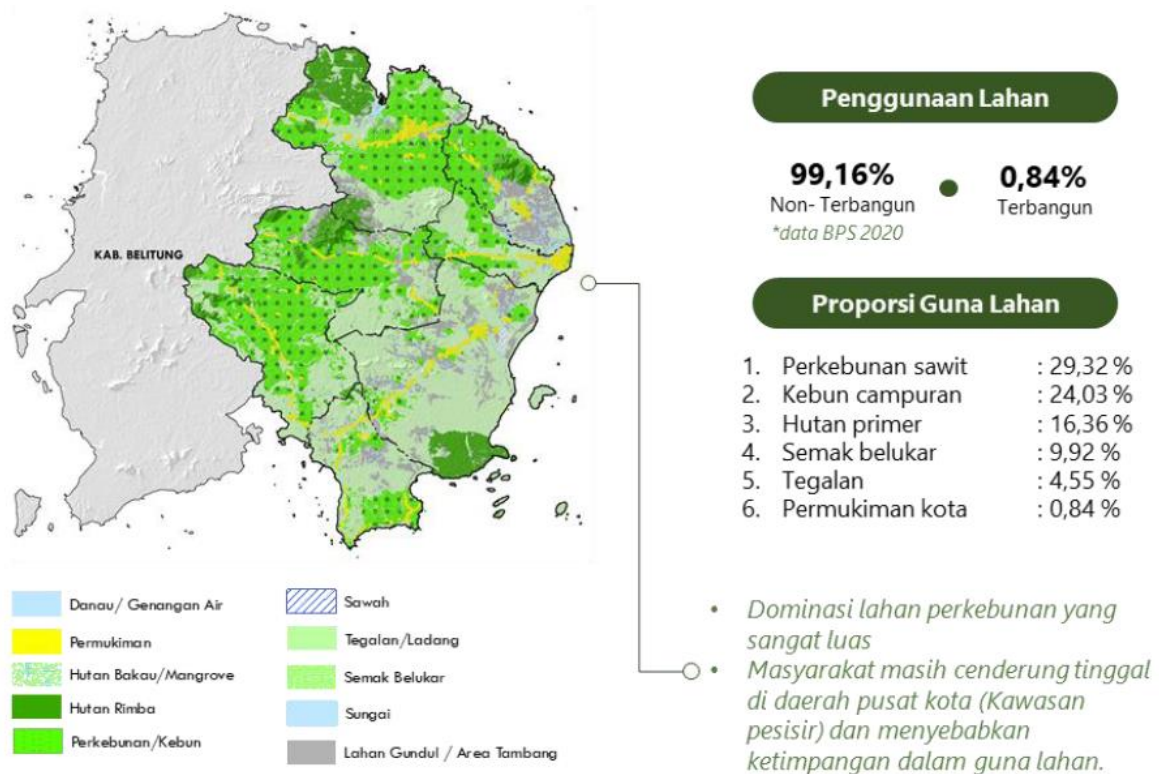 KAB. BELITUNG
Danau/ Genangan Air
Permukiman
Hutan Bakau/Mangrove
Hutan Rimba
Perkebunan/Kebun
Sawah
Tegalan/Ladang
Semak Belukar
Sungai
Lahan Gundul / Area Tambang
Penggunaan Lahan
99,16%
Non- Terbangun
*data BPS 2020
0,84%
Terbangun
Proporsi Guna Lahan
1. Perkebunan sawit : 29,32 %
2. Kebun campuran : 24,03 %
3. Hutan primer : 16,36 %
4. Semak belukar : 9,92 %
5. Tegalan : 4,55 %
6. Permukiman kota : 0,84 %
• Dominasi lahan perkebunan yang
sangat luas
• Masyarakat masih cenderung tinggal
di daerah pusat kota (Kawasan
pesisir) dan menyebabkan
ketimpangan dalam guna lahan.